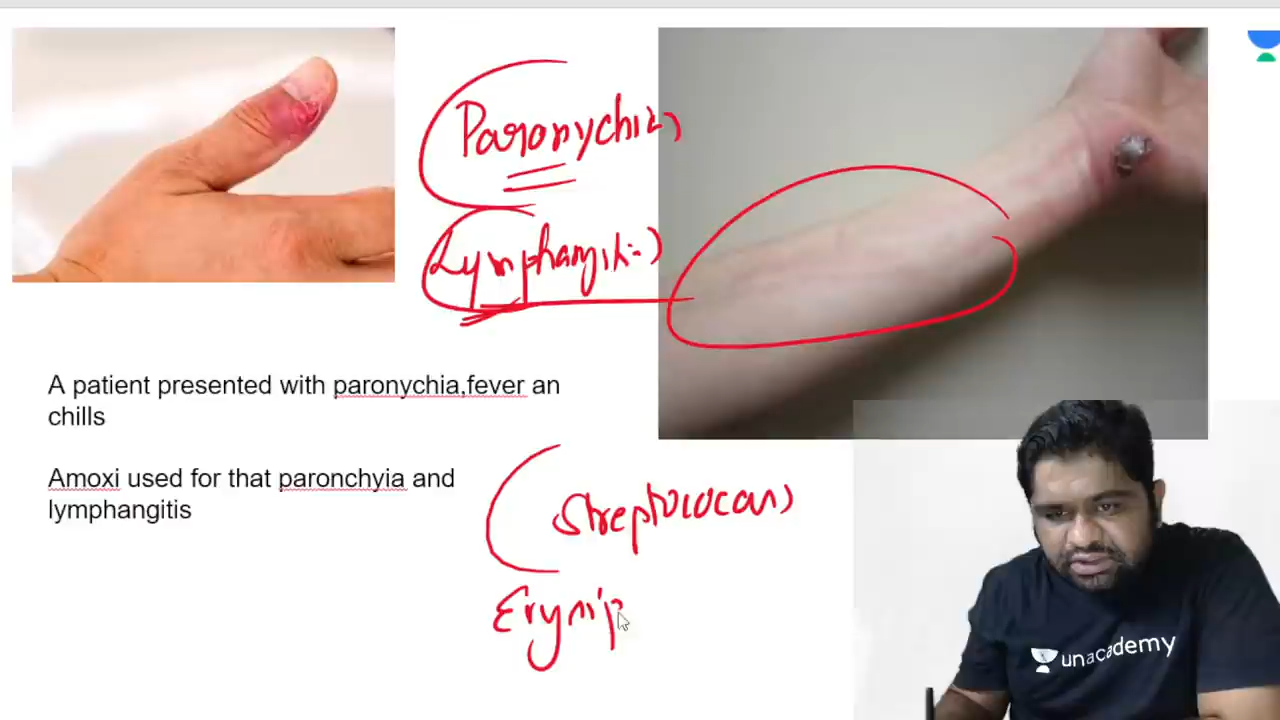 Paronychia
Lymphangitis
A patient presented with paronychia,fever an
chills
Amoxi used for that paronchyia and
lymphangitis
Streptococcus
Erysip
unacademy